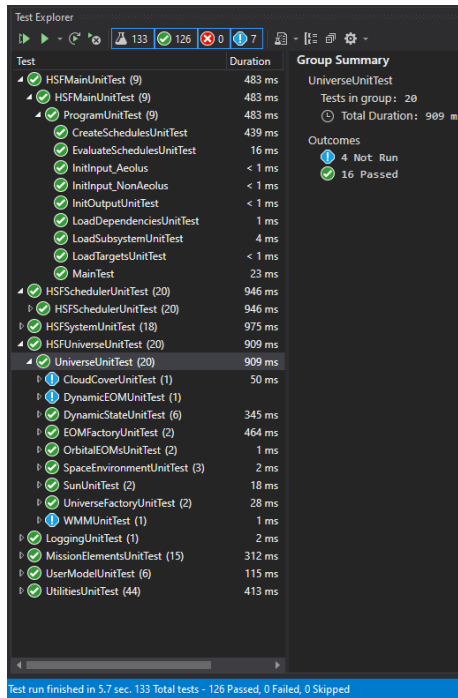 Test Explorer
133 126 0 7
Test Duration
HSFMainUnitTest (9) 483 ms
HSFMainUnitTest (9) 483 ms
ProgramUnitTest (9) 483 ms
CreateSchedulesUnitTest 439 ms
EvaluateSchedulesUnitTest 16 ms
InitInput_Aeolus < 1 ms
InitInput_NonAeolus < 1 ms
InitOutputUnitTest < 1 ms
LoadDependenciesUnitTest 1 ms
LoadSubsystemUnitTest 4 ms
LoadTargetsUnitTest < 1 ms
MainTest 23 ms
HSFSchedulerUnitTest (20) 946 ms
HSFSchedulerUnitTest (20) 946 ms
HSFSystemUnitTest (18) 975 ms
HSFUniverseUnitTest (20) 909 ms
UniverseUnitTest (20) 909 ms
CloudCoverUnitTest (1) 50 ms
DynamicEOMUnitTest (1)
DynamicStateUnitTest (6) 345 ms
EOMFactoryUnitTest (2) 464 ms
OrbitalEOMsUnitTest (2) 1 ms
SpaceEnvironmentUnitTest (3) 2 ms
SunUnitTest (2) 18 ms
UniverseFactoryUnitTest (2) 28 ms
WMMUnitTest (1) 1 ms
LoggingUnitTest (1) 2 ms
MissionElementsUnitTest (15) 312 ms
UserModelUnitTest (6) 115 ms
UtilitiesUnitTest (44) 413 ms
Group Summary
UniverseUnitTest
Tests in group: 20
Total Duration: 909 m
Outcomes
4 Not Run
16 Passed
Test run finished in 5.7 sec. 133 Total tests - 126 Passed, 0 Failed, 0 Skipped